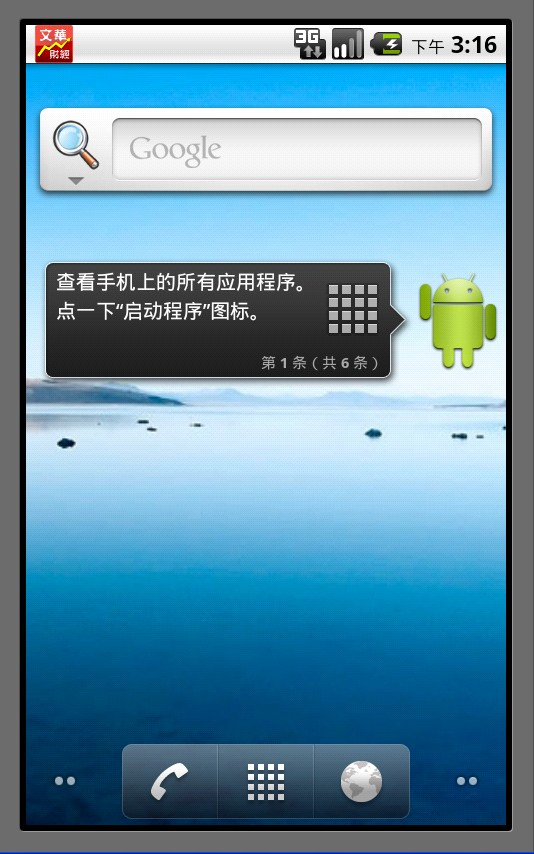 文華
財經
3G
下午 3:16
Google
查看手机上的所有应用程序。
点一下“启动程序”图标。
第 1 条（共 6 条）